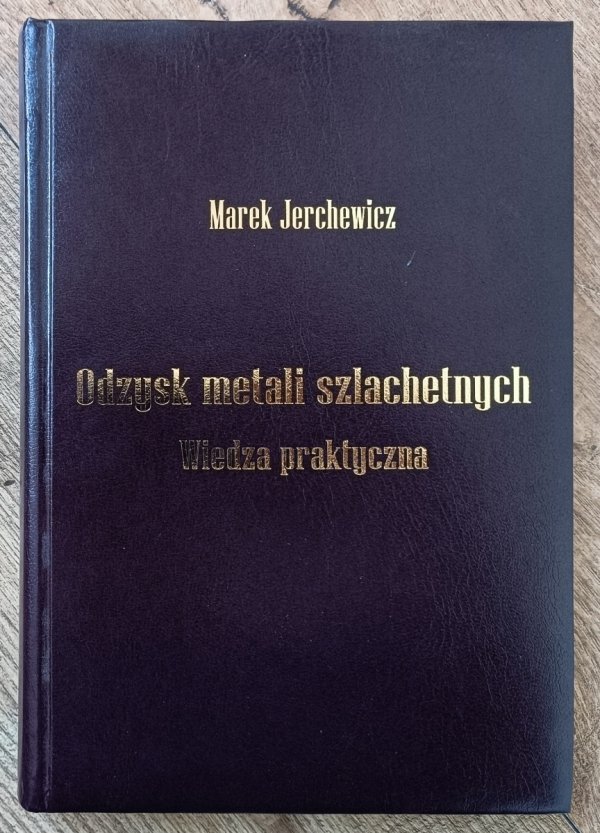 Marek Jerchewicz
Odzysk metali szlachetnych
Wiedza praktyczna